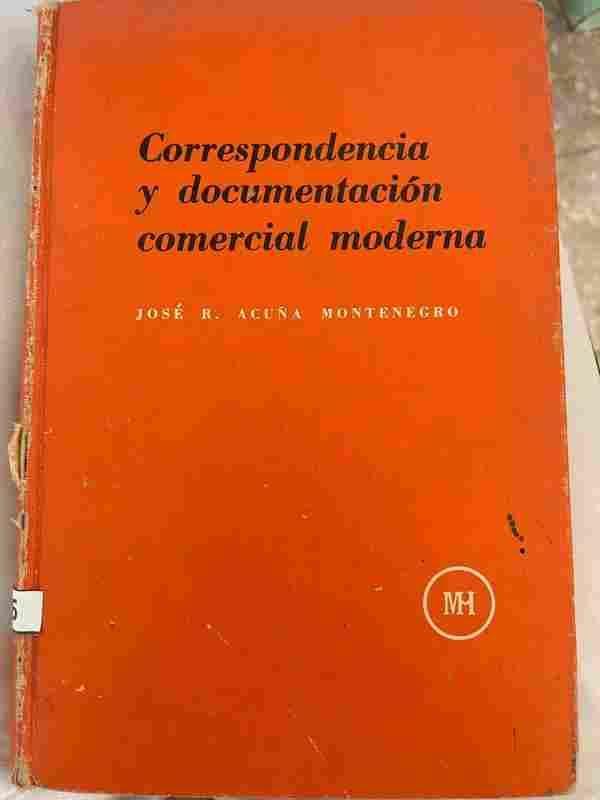 Correspondencia
y documentación
comercial moderna
JOSÉ R. ACUÑA MONTENEGRO
MH